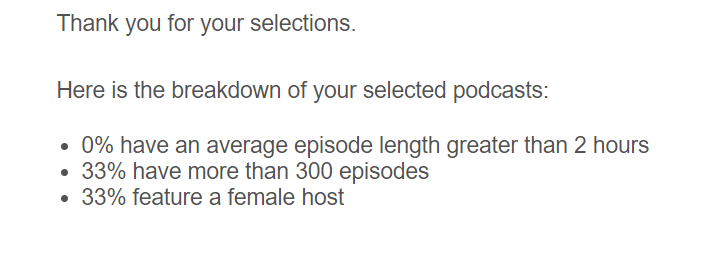 Thank you for your selections.
Here is the breakdown of your selected podcasts:
• 0% have an average episode length greater than 2 hours
• 33% have more than 300 episodes
• 33% feature a female host